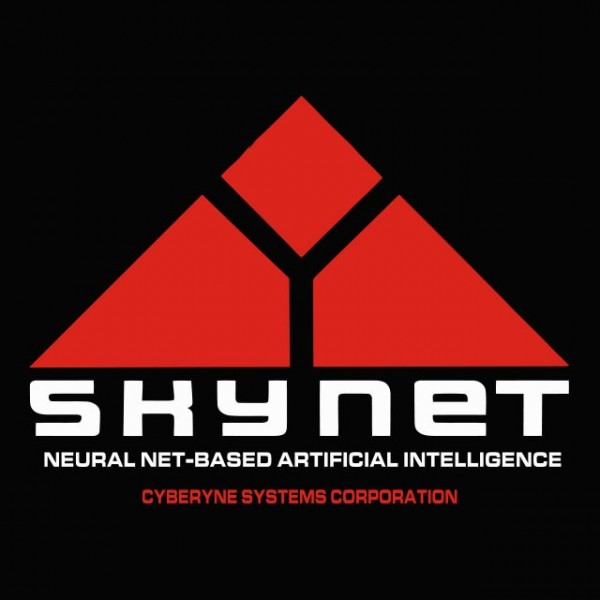 SKYNET
NEURAL NET-BASED ARTIFICIAL INTELLIGENCE
CYBERYNE SYSTEMS CORPORATION